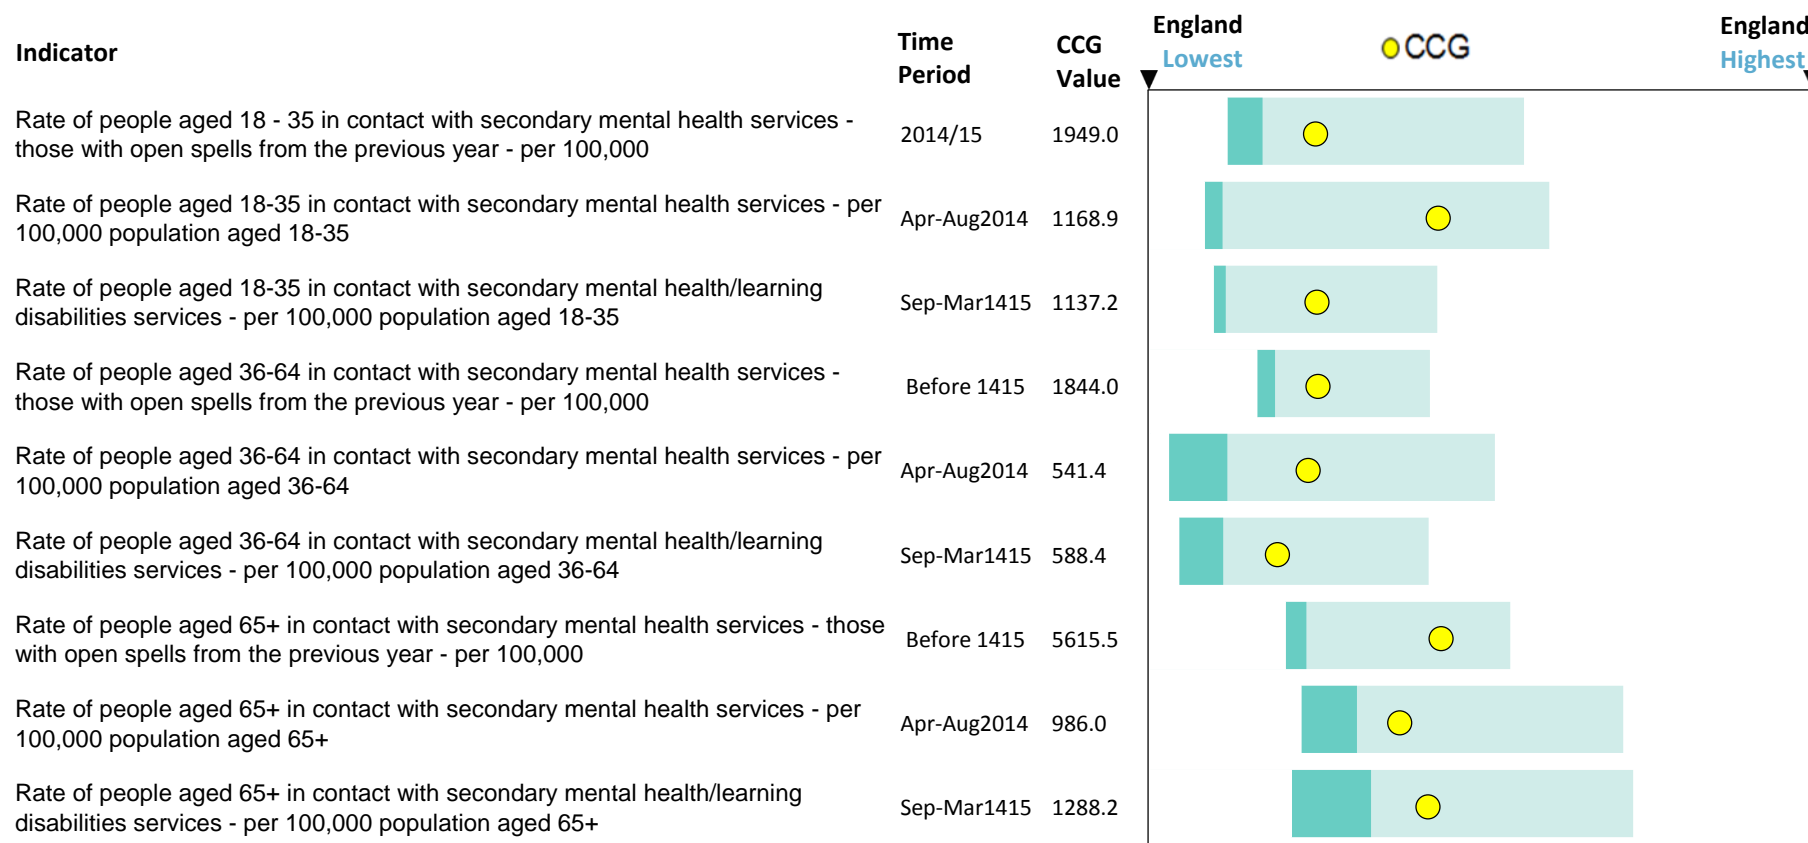 Indicator
Time
Period
CCG
Value
England
Lowest
CCG
England
Highest
Rate of people aged 18 - 35 in contact with secondary mental health services -
those with open spells from the previous year - per 100,000
2014/15
1949.0
Rate of people aged 18-35 in contact with secondary mental health services - per
100,000 population aged 18-35
Apr-Aug2014
1168.9
Rate of people aged 18-35 in contact with secondary mental health/learning
disabilities services - per 100,000 population aged 18-35
Sep-Mar1415
1137.2
Rate of people aged 36-64 in contact with secondary mental health services -
those with open spells from the previous year - per 100,000
Before 1415
1844.0
Rate of people aged 36-64 in contact with secondary mental health services - per
100,000 population aged 36-64
Apr-Aug2014
541.4
Rate of people aged 36-64 in contact with secondary mental health/learning
disabilities services - per 100,000 population aged 36-64
Sep-Mar1415
588.4
Rate of people aged 65+ in contact with secondary mental health services - those
with open spells from the previous year - per 100,000
Before 1415
5615.5
Rate of people aged 65+ in contact with secondary mental health services - per
100,000 population aged 65+
Apr-Aug2014
986.0
Rate of people aged 65+ in contact with secondary mental health/learning
disabilities services - per 100,000 population aged 65+
Sep-Mar1415
1288.2